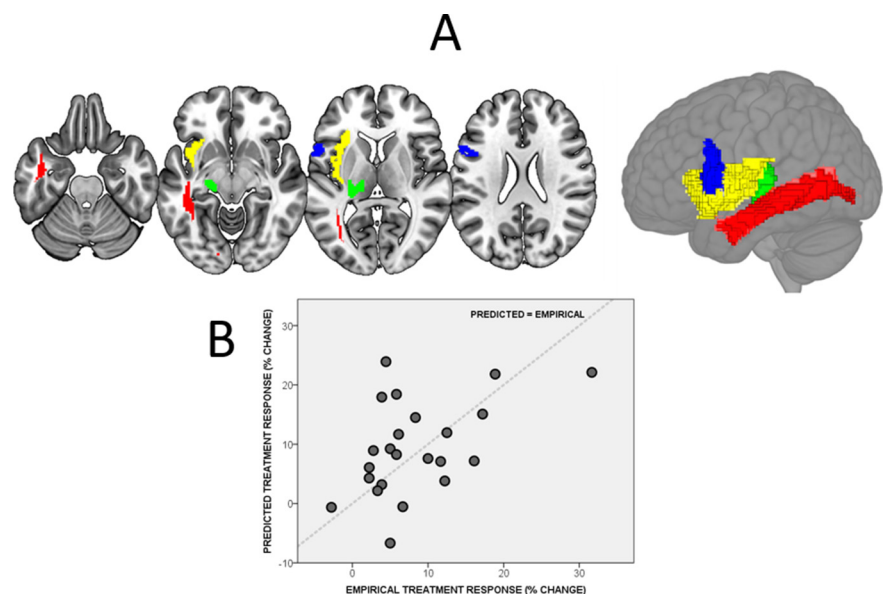 A
B
PREDICTED = EMPIRICAL
PREDICTED TREATMENT RESPONSE (% CHANGE)
30
20
10
0
-10
0
10
20
30
EMPIRICAL TREATMENT RESPONSE (% CHANGE)